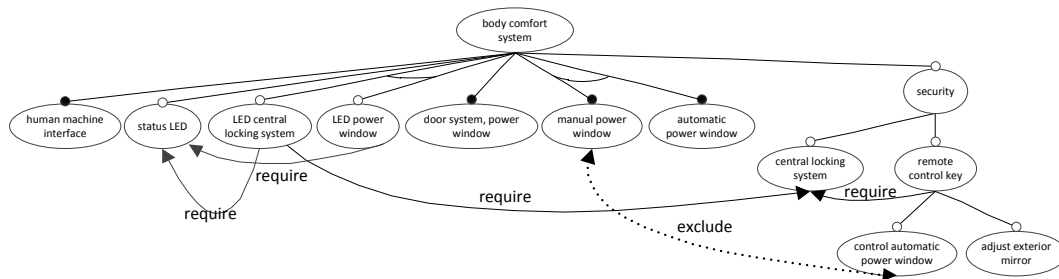 body comfort
system
human machine
interface
status LED
LED central
locking system
LED power
window
door system, power
window
manual power
window
automatic
power window
security
central locking
system
remote
control key
require
require
require
require
exclude
control automatic
power window
adjust exterior
mirror